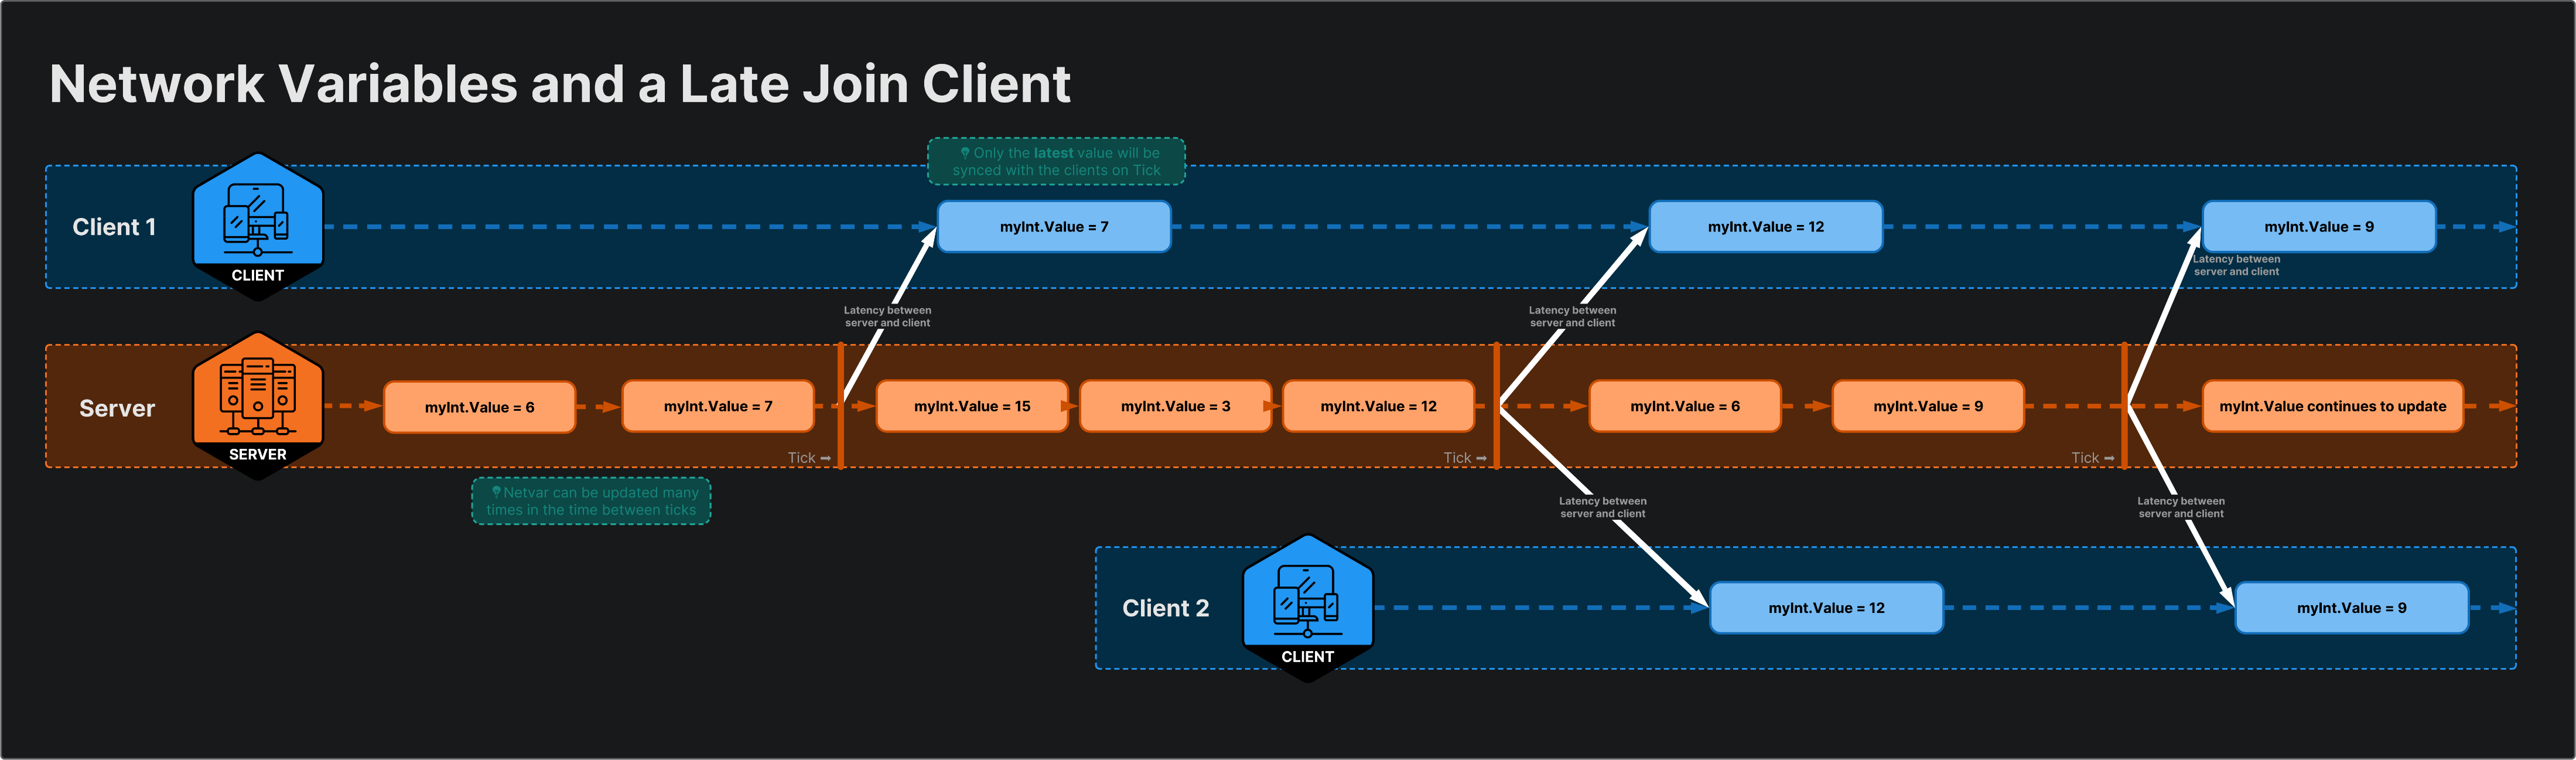 Network Variables and a Late Join Client
Only the latest value will be
synced with the clients on Tick
Client 1
CLIENT
myInt.Value = 7
myInt.Value = 12
myInt.Value = 9
Latency between
server and client
Latency between
server and client
Latency between
server and client
Server
SERVER
myInt.Value = 6
myInt.Value = 7
myInt.Value = 15
myInt.Value = 3
myInt.Value = 12
myInt.Value = 6
myInt.Value = 9
myInt.Value continues to update
Tick ➡
Tick ➡
Tick ➡
Netvar can be updated many
times in the time between ticks
Latency between
server and client
Latency between
server and client
Client 2
CLIENT
myInt.Value = 12
myInt.Value = 9